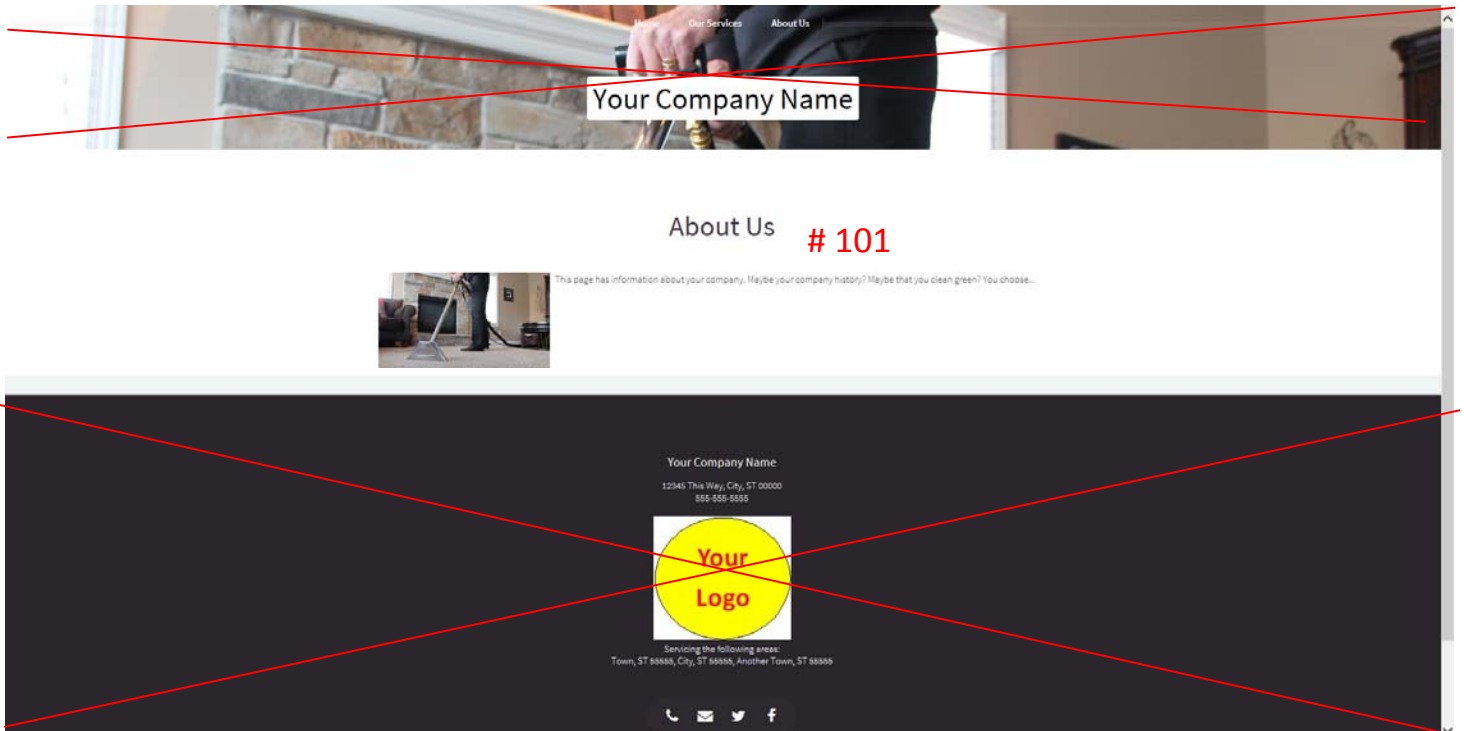 Home Our Services About Us
Your Company Name
About Us
# 101
This page has information about your company. Maybe your company history? Maybe that you clean green? You choose...
Your Company Name
12345 This Way, City, ST 00000
555-555-5555
Your
Logo
Servicing the following areas:
Town, ST 55555, City, ST 55555, Another Town, ST 55555